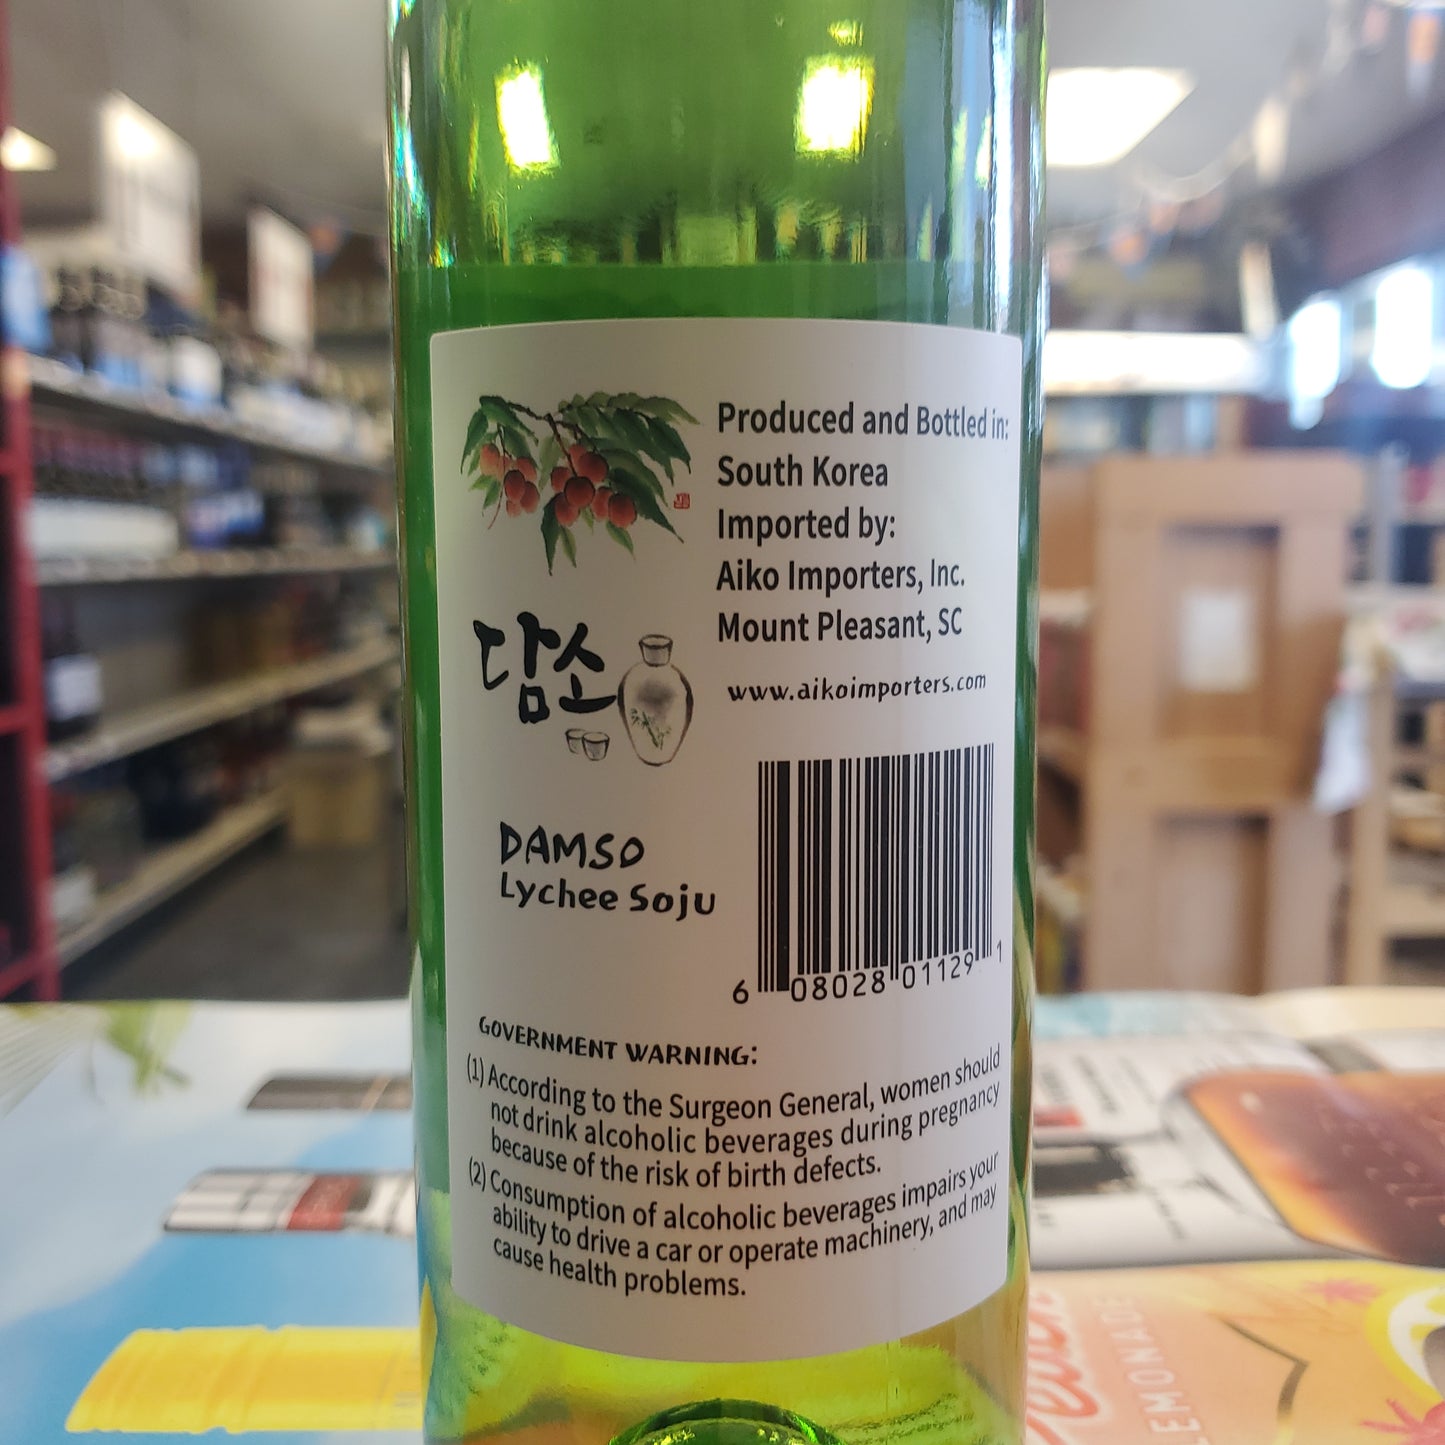 Produced and Bottled in:
South Korea
Imported by:
Aiko Importers, Inc.
Mount Pleasant, SC
www.aikoimporters.com
담소
DAMSO
Lychee Soju
6 08028 01129 1
GOVERNMENT WARNING:
(1) According to the Surgeon General, women should
not drink alcoholic beverages during pregnancy
because of the risk of birth defects.
(2) Consumption of alcoholic beverages impairs your
ability to drive a car or operate machinery, and may
cause health problems.
LEMONADE